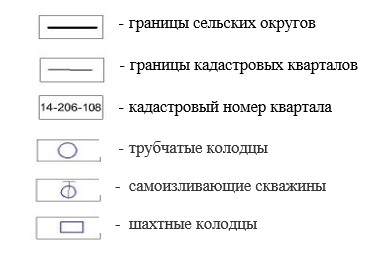 - границы сельских округов
- границы кадастровых кварталов
14-206-108 - кадастровый номер квартала
- трубчатые колодцы
- самоизливающие скважины
- шахтные колодцы